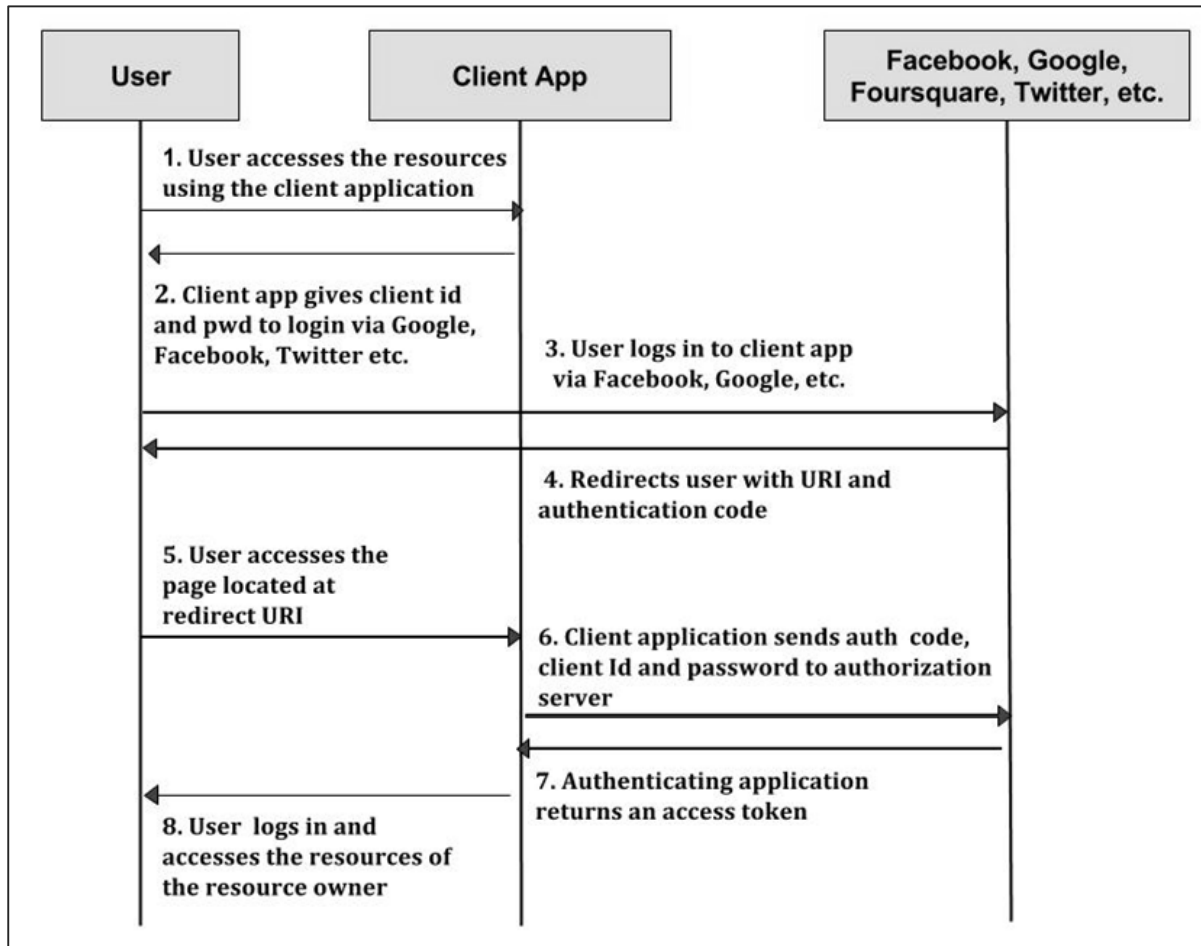 User
Client App
Facebook, Google,
Foursquare, Twitter, etc.
1. User accesses the resources
using the client application
2. Client app gives client id
and pwd to login via Google,
Facebook, Twitter etc.
3. User logs in to client app
via Facebook, Google, etc.
4. Redirects user with URI and
authentication code
5. User accesses the
page located at
redirect URI
6. Client application sends auth code,
client Id and password to authorization
server
7. Authenticating application
returns an access token
8. User logs in and
accesses the resources of
the resource owner